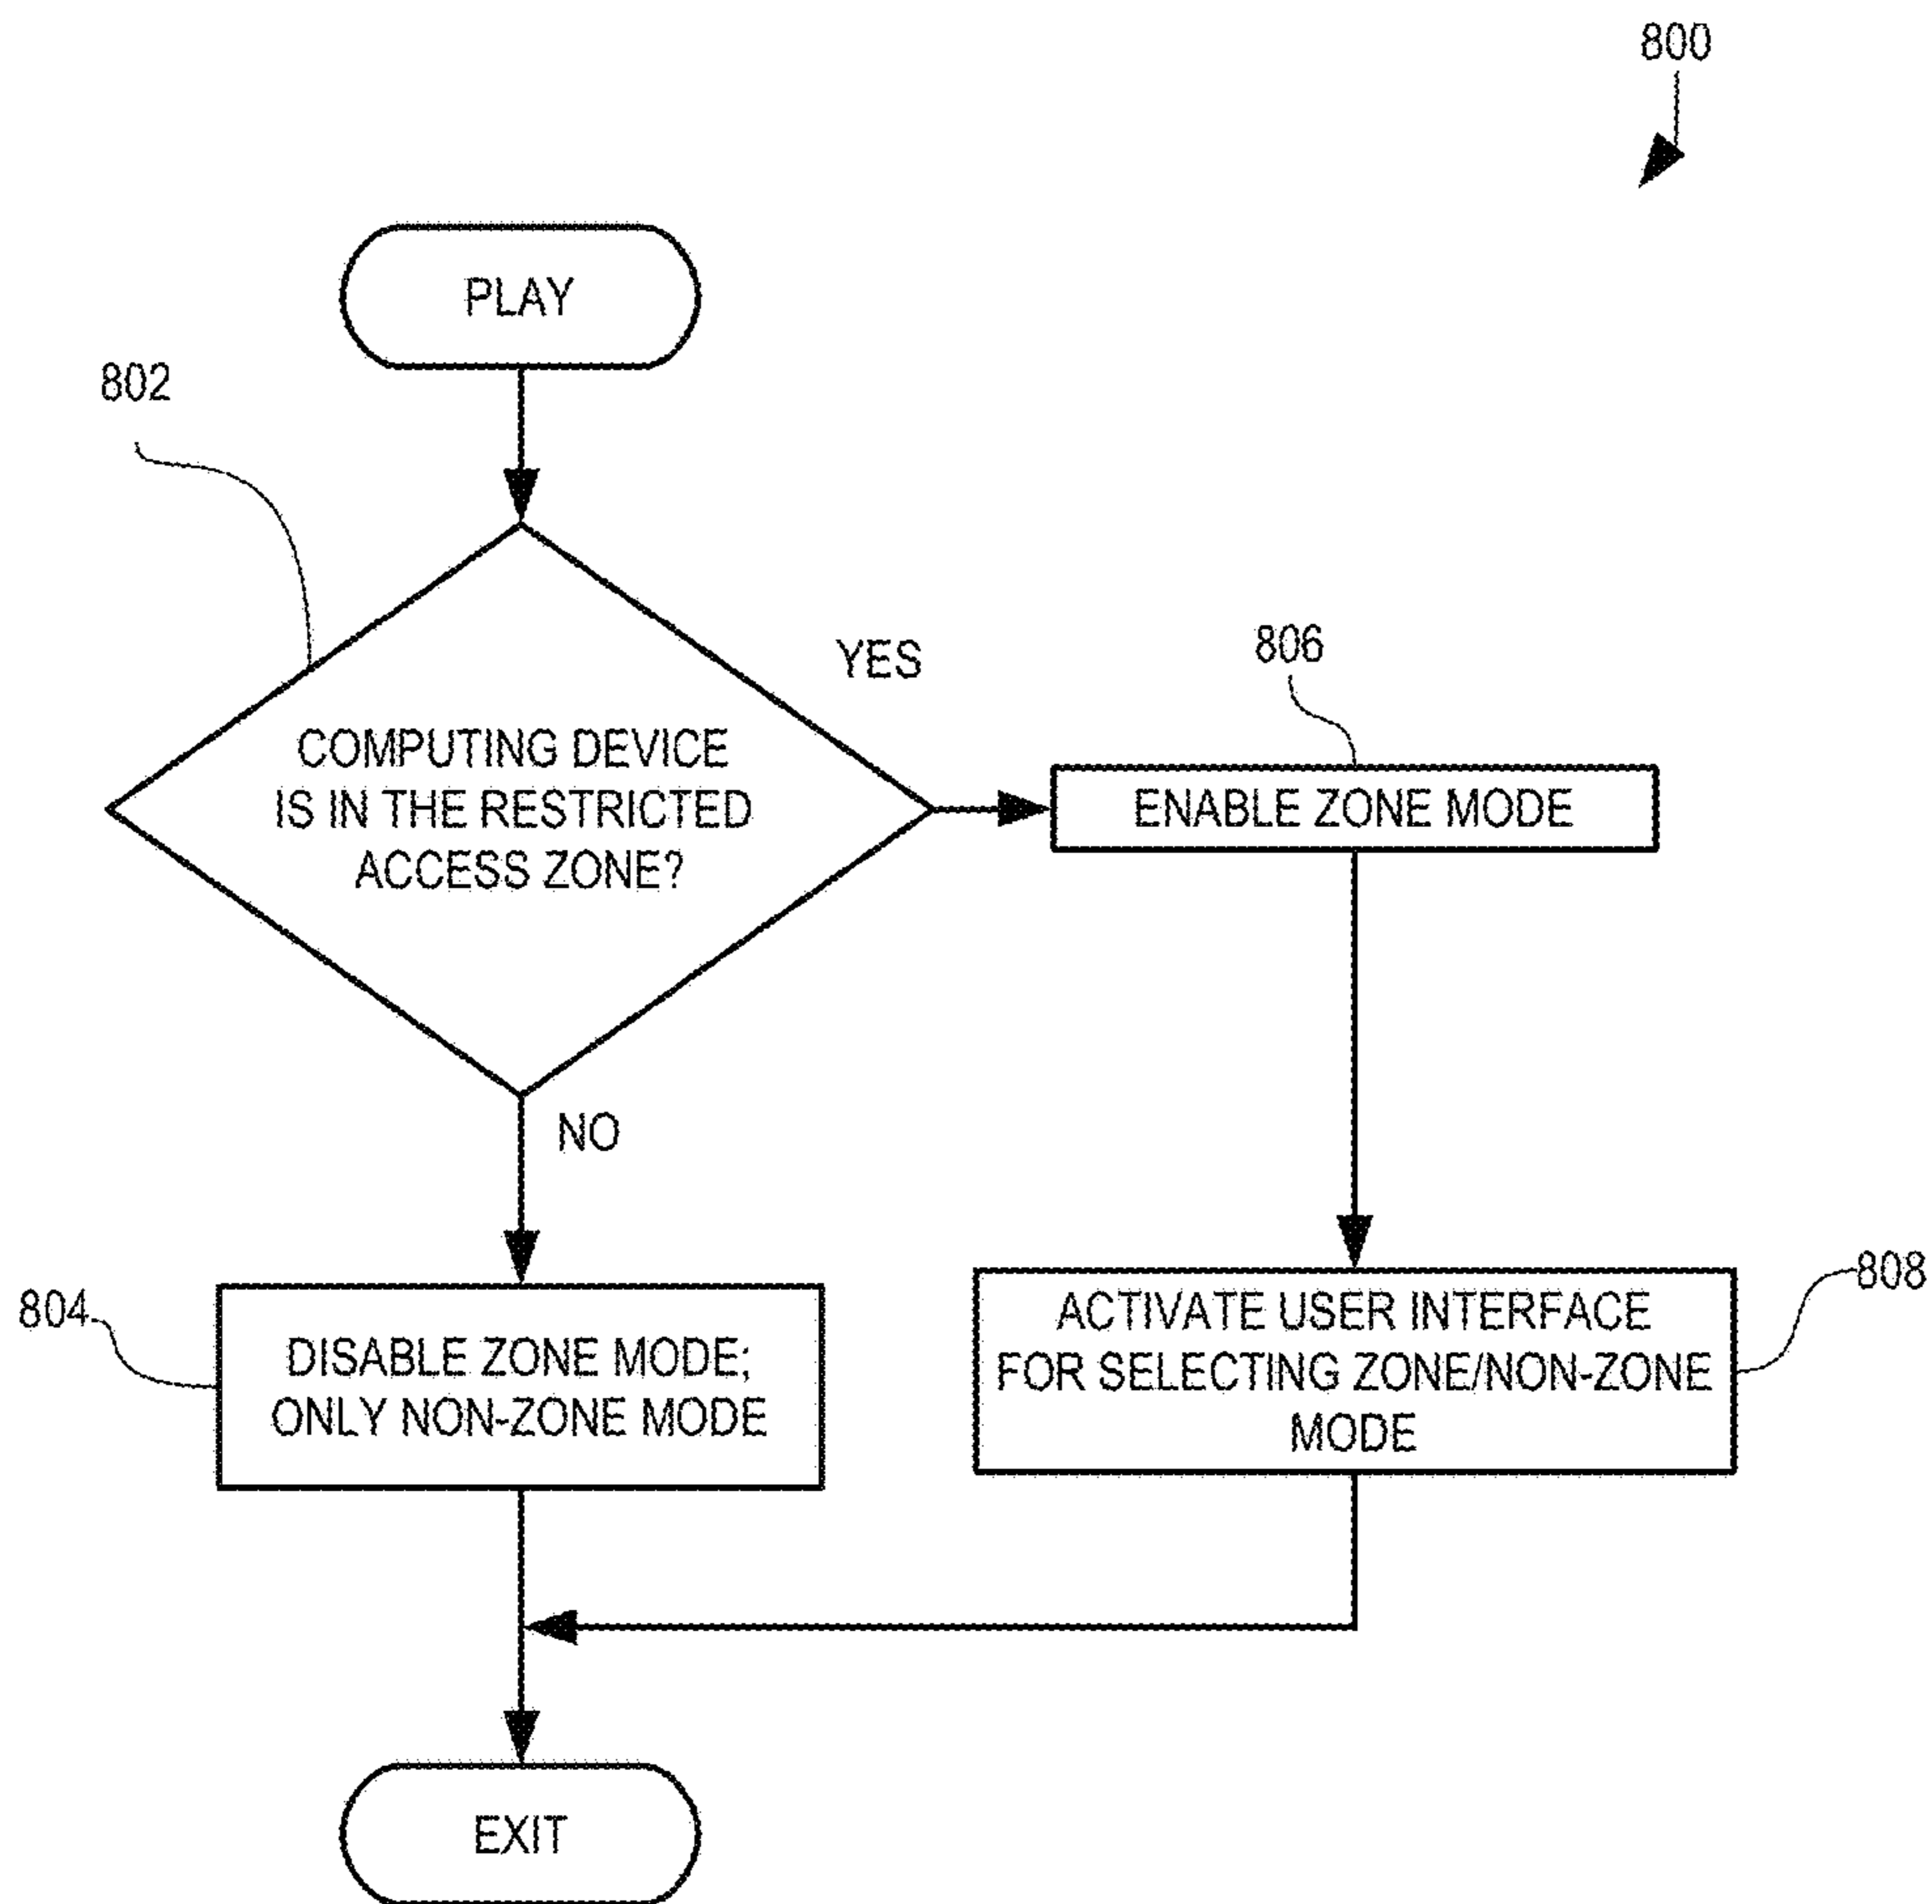 800
PLAY
802
YES
806
COMPUTING DEVICE
IS IN THE RESTRICTED
ACCESS ZONE?
ENABLE ZONE MODE
NO
804
DISABLE ZONE MODE;
ONLY NON-ZONE MODE
808
ACTIVATE USER INTERFACE
FOR SELECTING ZONE/NON-ZONE
MODE
EXIT